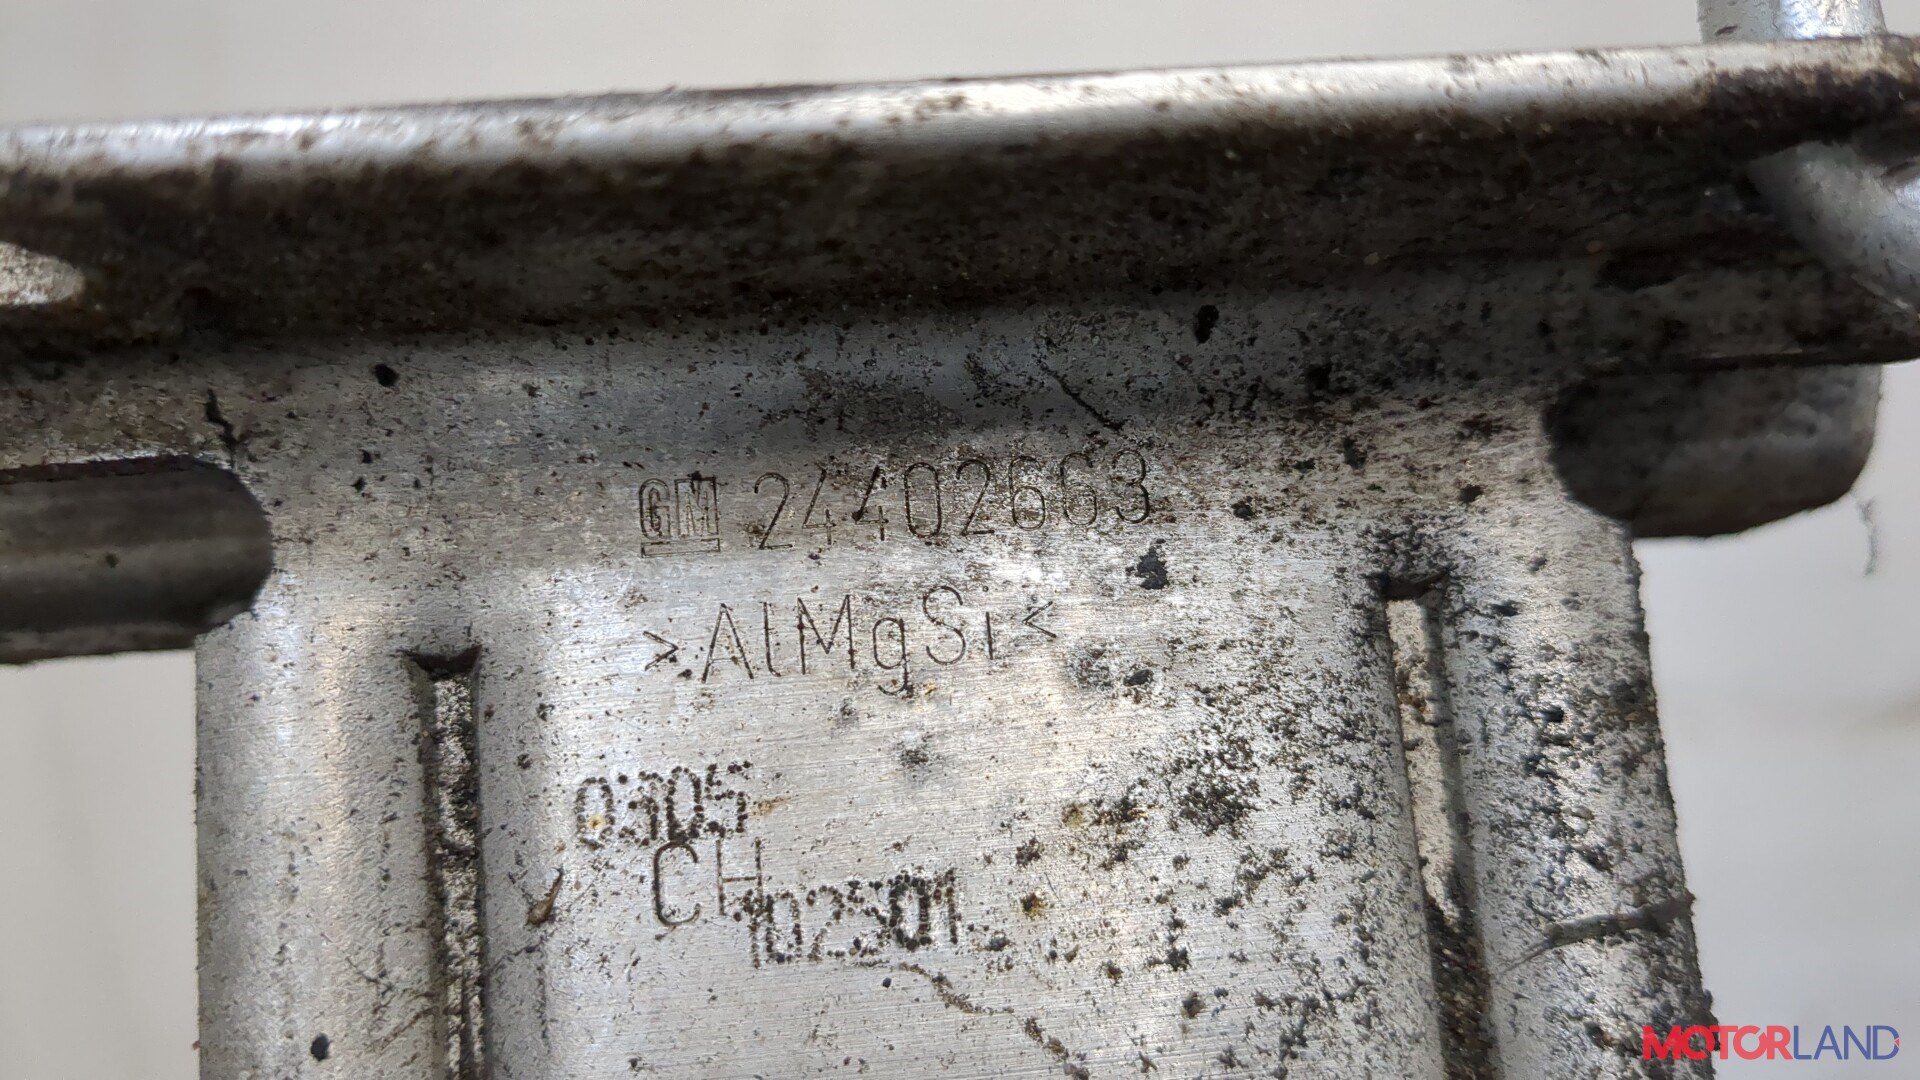 GM 24402663
>AlMgSi<
0305
CH
102501
MOTORLAND